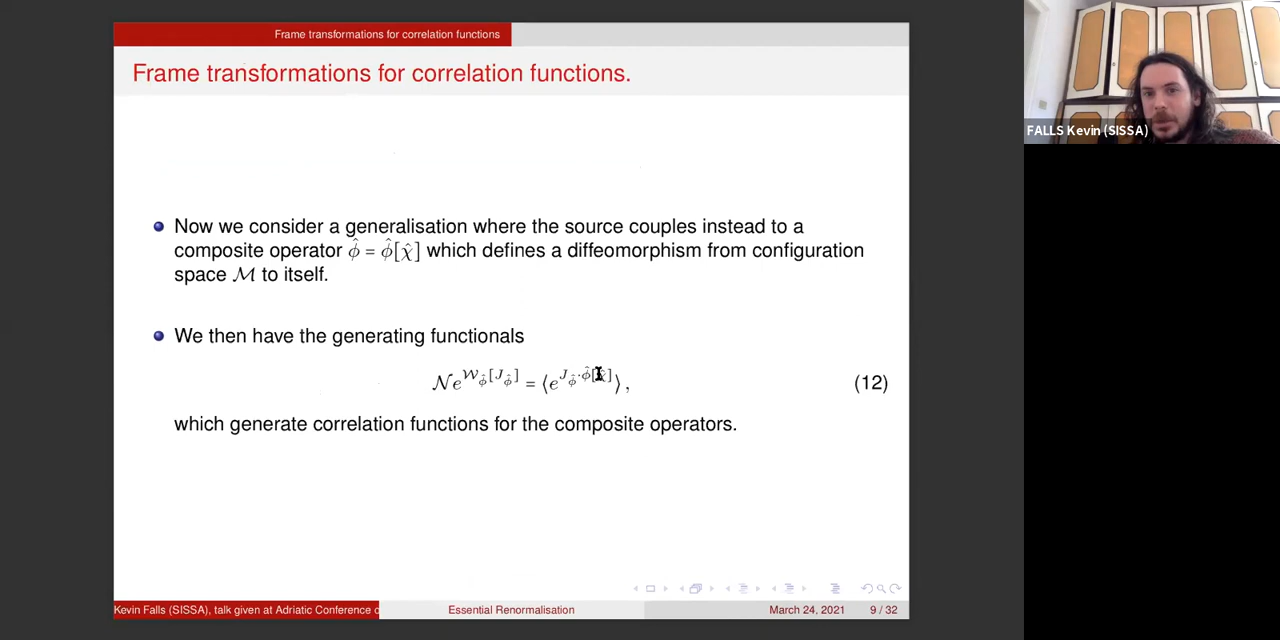 Frame transformations for correlation functions
Frame transformations for correlation functions.
Now we consider a generalisation where the source couples instead to a
composite operator ϕ̂ = ϕ̂[χ̂] which defines a diffeomorphism from configuration
space ℳ to itself.
We then have the generating functionals
𝒩e^{𝒲_{ϕ̂}[J_{ϕ̂}]} = ⟨e^{J_{ϕ̂}·ϕ̂[χ̂]}⟩, (12)
which generate correlation functions for the composite operators.
Kevin Falls (SISSA), talk given at Adriatic Conference o
Essential Renormalisation
March 24, 2021
9 / 32
FALLS Kevin (SISSA)